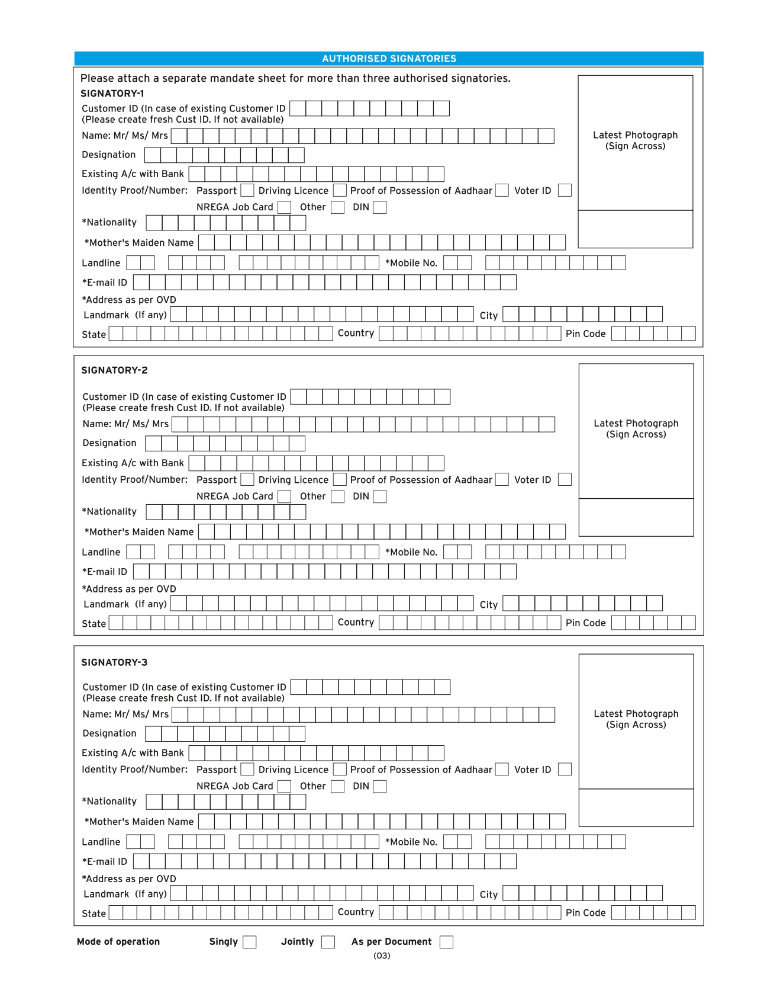 AUTHORISED SIGNATORIES
Please attach a separate mandate sheet for more than three authorised signatories.
SIGNATORY-1
Customer ID (In case of existing Customer ID
(Please create fresh Cust ID. If not available)
Name: Mr/ Ms/ Mrs
Latest Photograph
(Sign Across)
Designation
Existing A/c with Bank
Identity Proof/Number: Passport Driving Licence Proof of Possession of Aadhaar Voter ID
NREGA Job Card Other DIN
*Nationality
*Mother's Maiden Name
Landline *Mobile No.
*E-mail ID
*Address as per OVD
Landmark (If any) City
State Country Pin Code
SIGNATORY-2
Customer ID (In case of existing Customer ID
(Please create fresh Cust ID. If not available)
Name: Mr/ Ms/ Mrs
Latest Photograph
(Sign Across)
Designation
Existing A/c with Bank
Identity Proof/Number: Passport Driving Licence Proof of Possession of Aadhaar Voter ID
NREGA Job Card Other DIN
*Nationality
*Mother's Maiden Name
Landline *Mobile No.
*E-mail ID
*Address as per OVD
Landmark (If any) City
State Country Pin Code
SIGNATORY-3
Customer ID (In case of existing Customer ID
(Please create fresh Cust ID. If not available)
Name: Mr/ Ms/ Mrs
Latest Photograph
(Sign Across)
Designation
Existing A/c with Bank
Identity Proof/Number: Passport Driving Licence Proof of Possession of Aadhaar Voter ID
NREGA Job Card Other DIN
*Nationality
*Mother's Maiden Name
Landline *Mobile No.
*E-mail ID
*Address as per OVD
Landmark (If any) City
State Country Pin Code
Mode of operation Singly Jointly As per Document
(03)